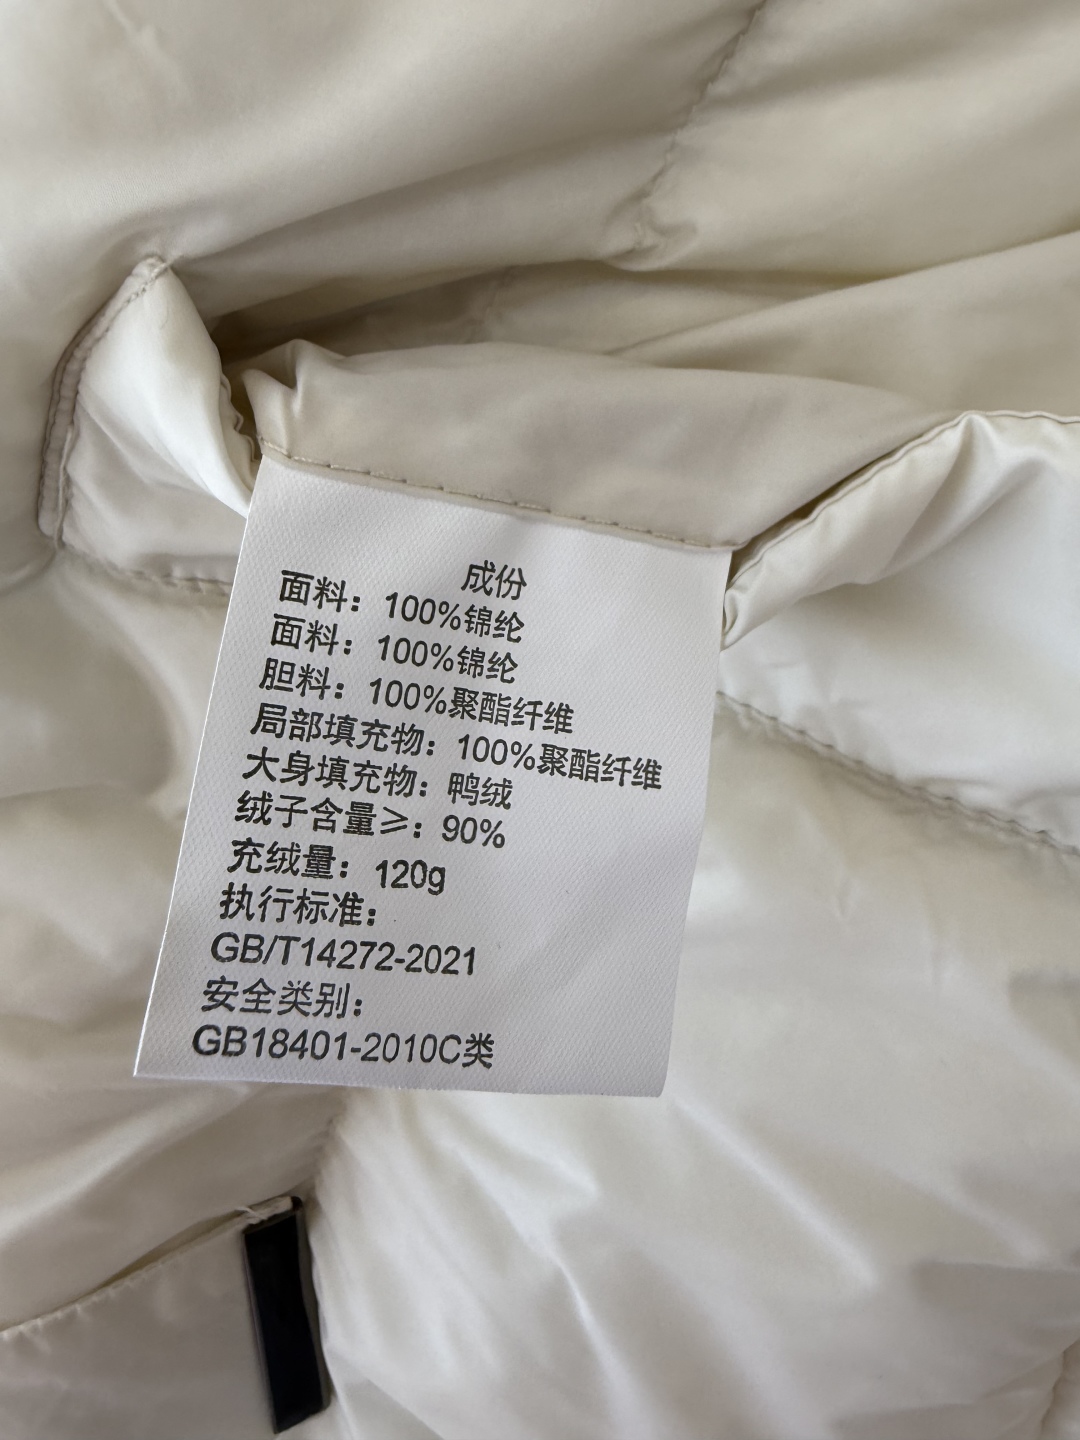 成份
面料：100%锦纶
面料：100%锦纶
胆料：100%聚酯纤维
局部填充物：100%聚酯纤维
大身填充物：鸭绒
绒子含量≥：90%
充绒量：120g
执行标准：
GB/T14272-2021
安全类别：
GB18401-2010C类